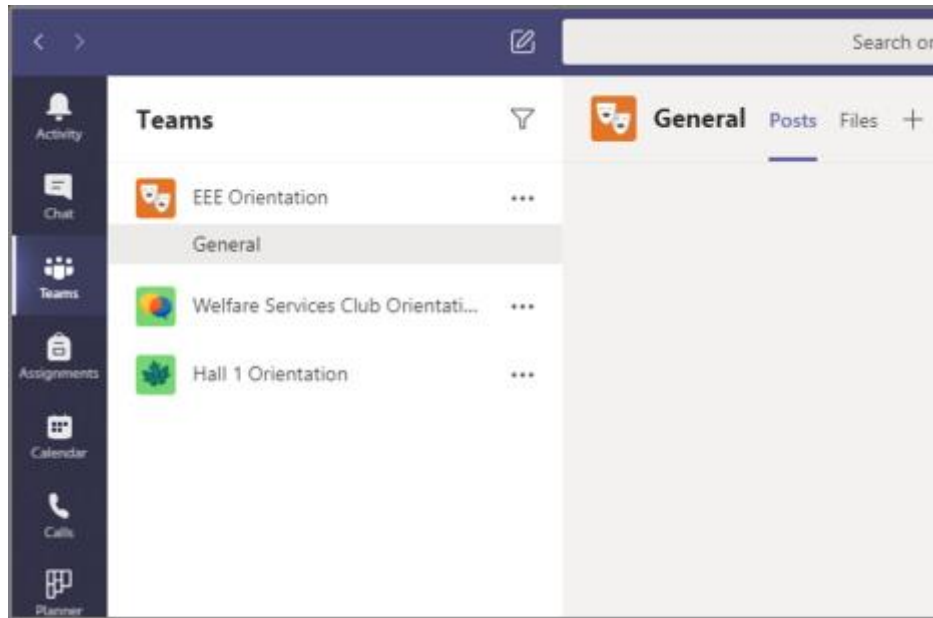 Search or
Activity
Chat
Teams
Assignments
Calendar
Calls
Planner
Teams
EEE Orientation
General
Welfare Services Club Orientati...
Hall 1 Orientation
General Posts Files